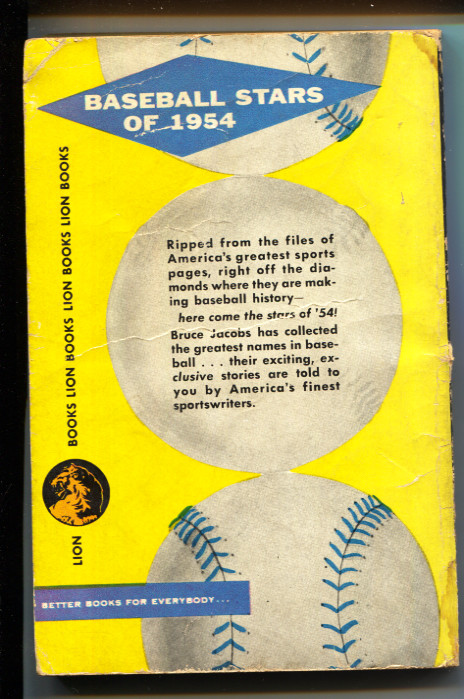 BASEBALL STARS
OF 1954
Ripped from the files of
America's greatest sports
pages, right off the dia-
monds where they are mak-
ing baseball history—
here come the stars of '54!
Bruce Jacobs has collected
the greatest names in base-
ball . . . their exciting, ex-
clusive stories are told to
you by America's finest
sportswriters.
LION BOOKS LION BOOKS LION BOOKS LION BOOKS
BETTER BOOKS FOR EVERYBODY...